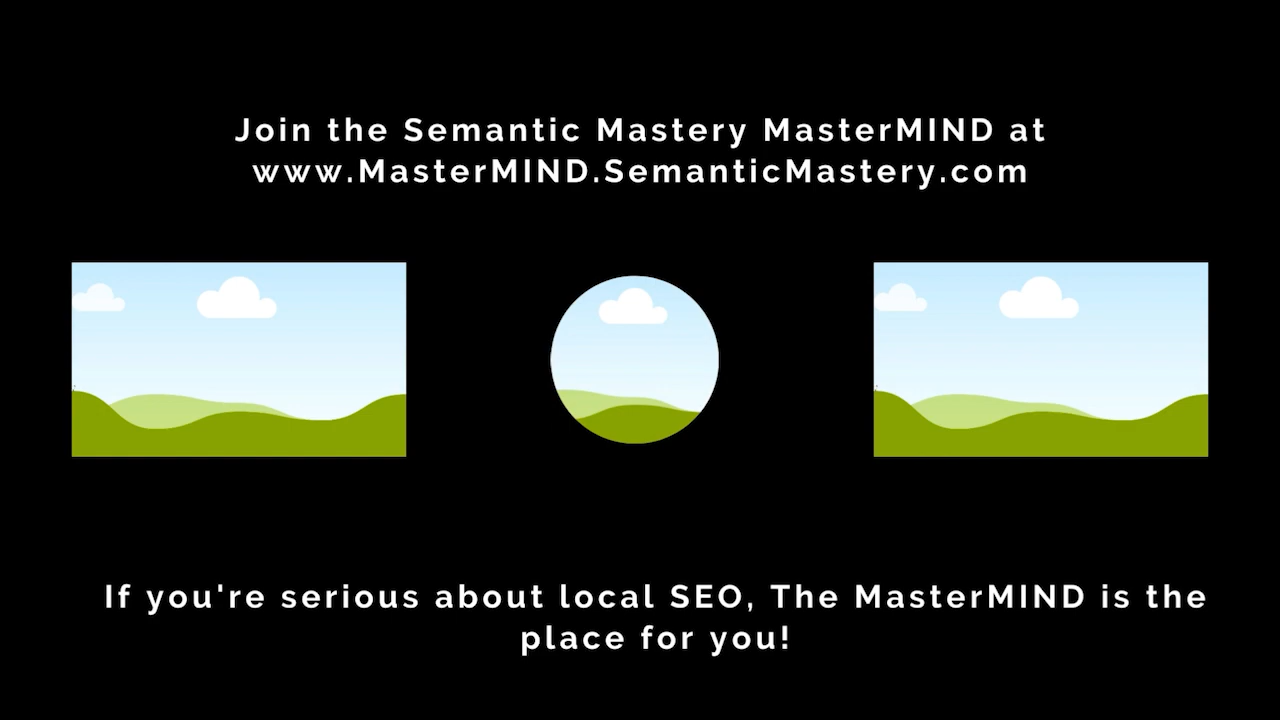 Join the Semantic Mastery MasterMIND at
www.MasterMIND.SemanticMastery.com
If you're serious about local SEO, The MasterMIND is the
place for you!